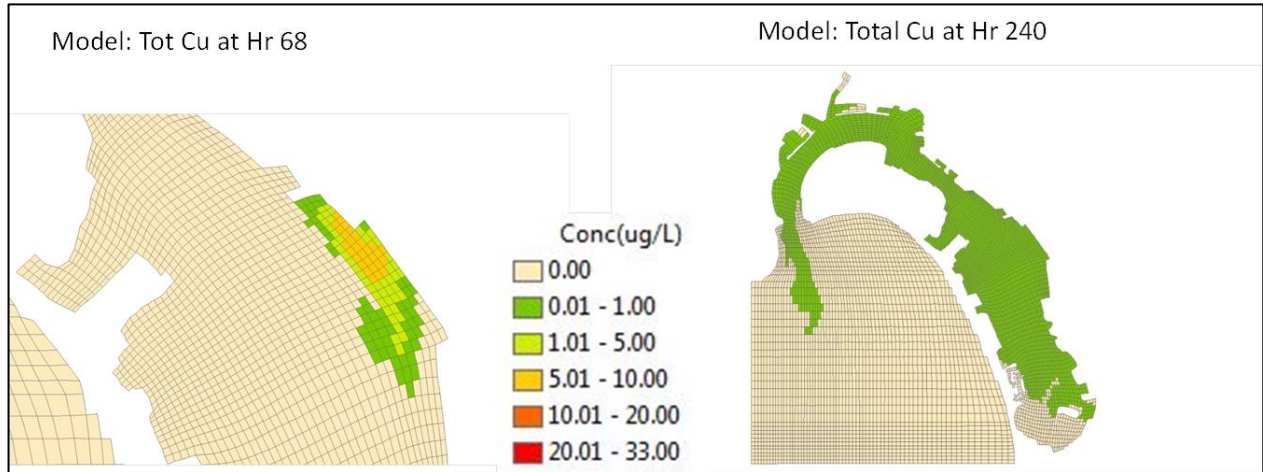 Model: Tot Cu at Hr 68
Model: Total Cu at Hr 240
Conc(ug/L)
0.00
0.01 - 1.00
1.01 - 5.00
5.01 - 10.00
10.01 - 20.00
20.01 - 33.00